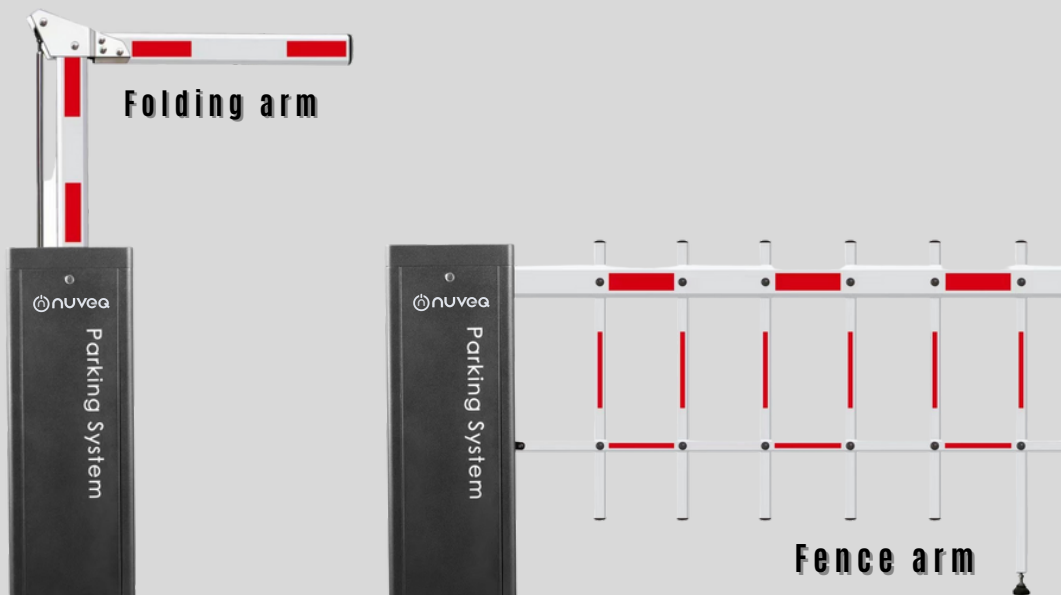 Folding arm
nuveq
Parking System
nuveq
Parking System
Fence arm